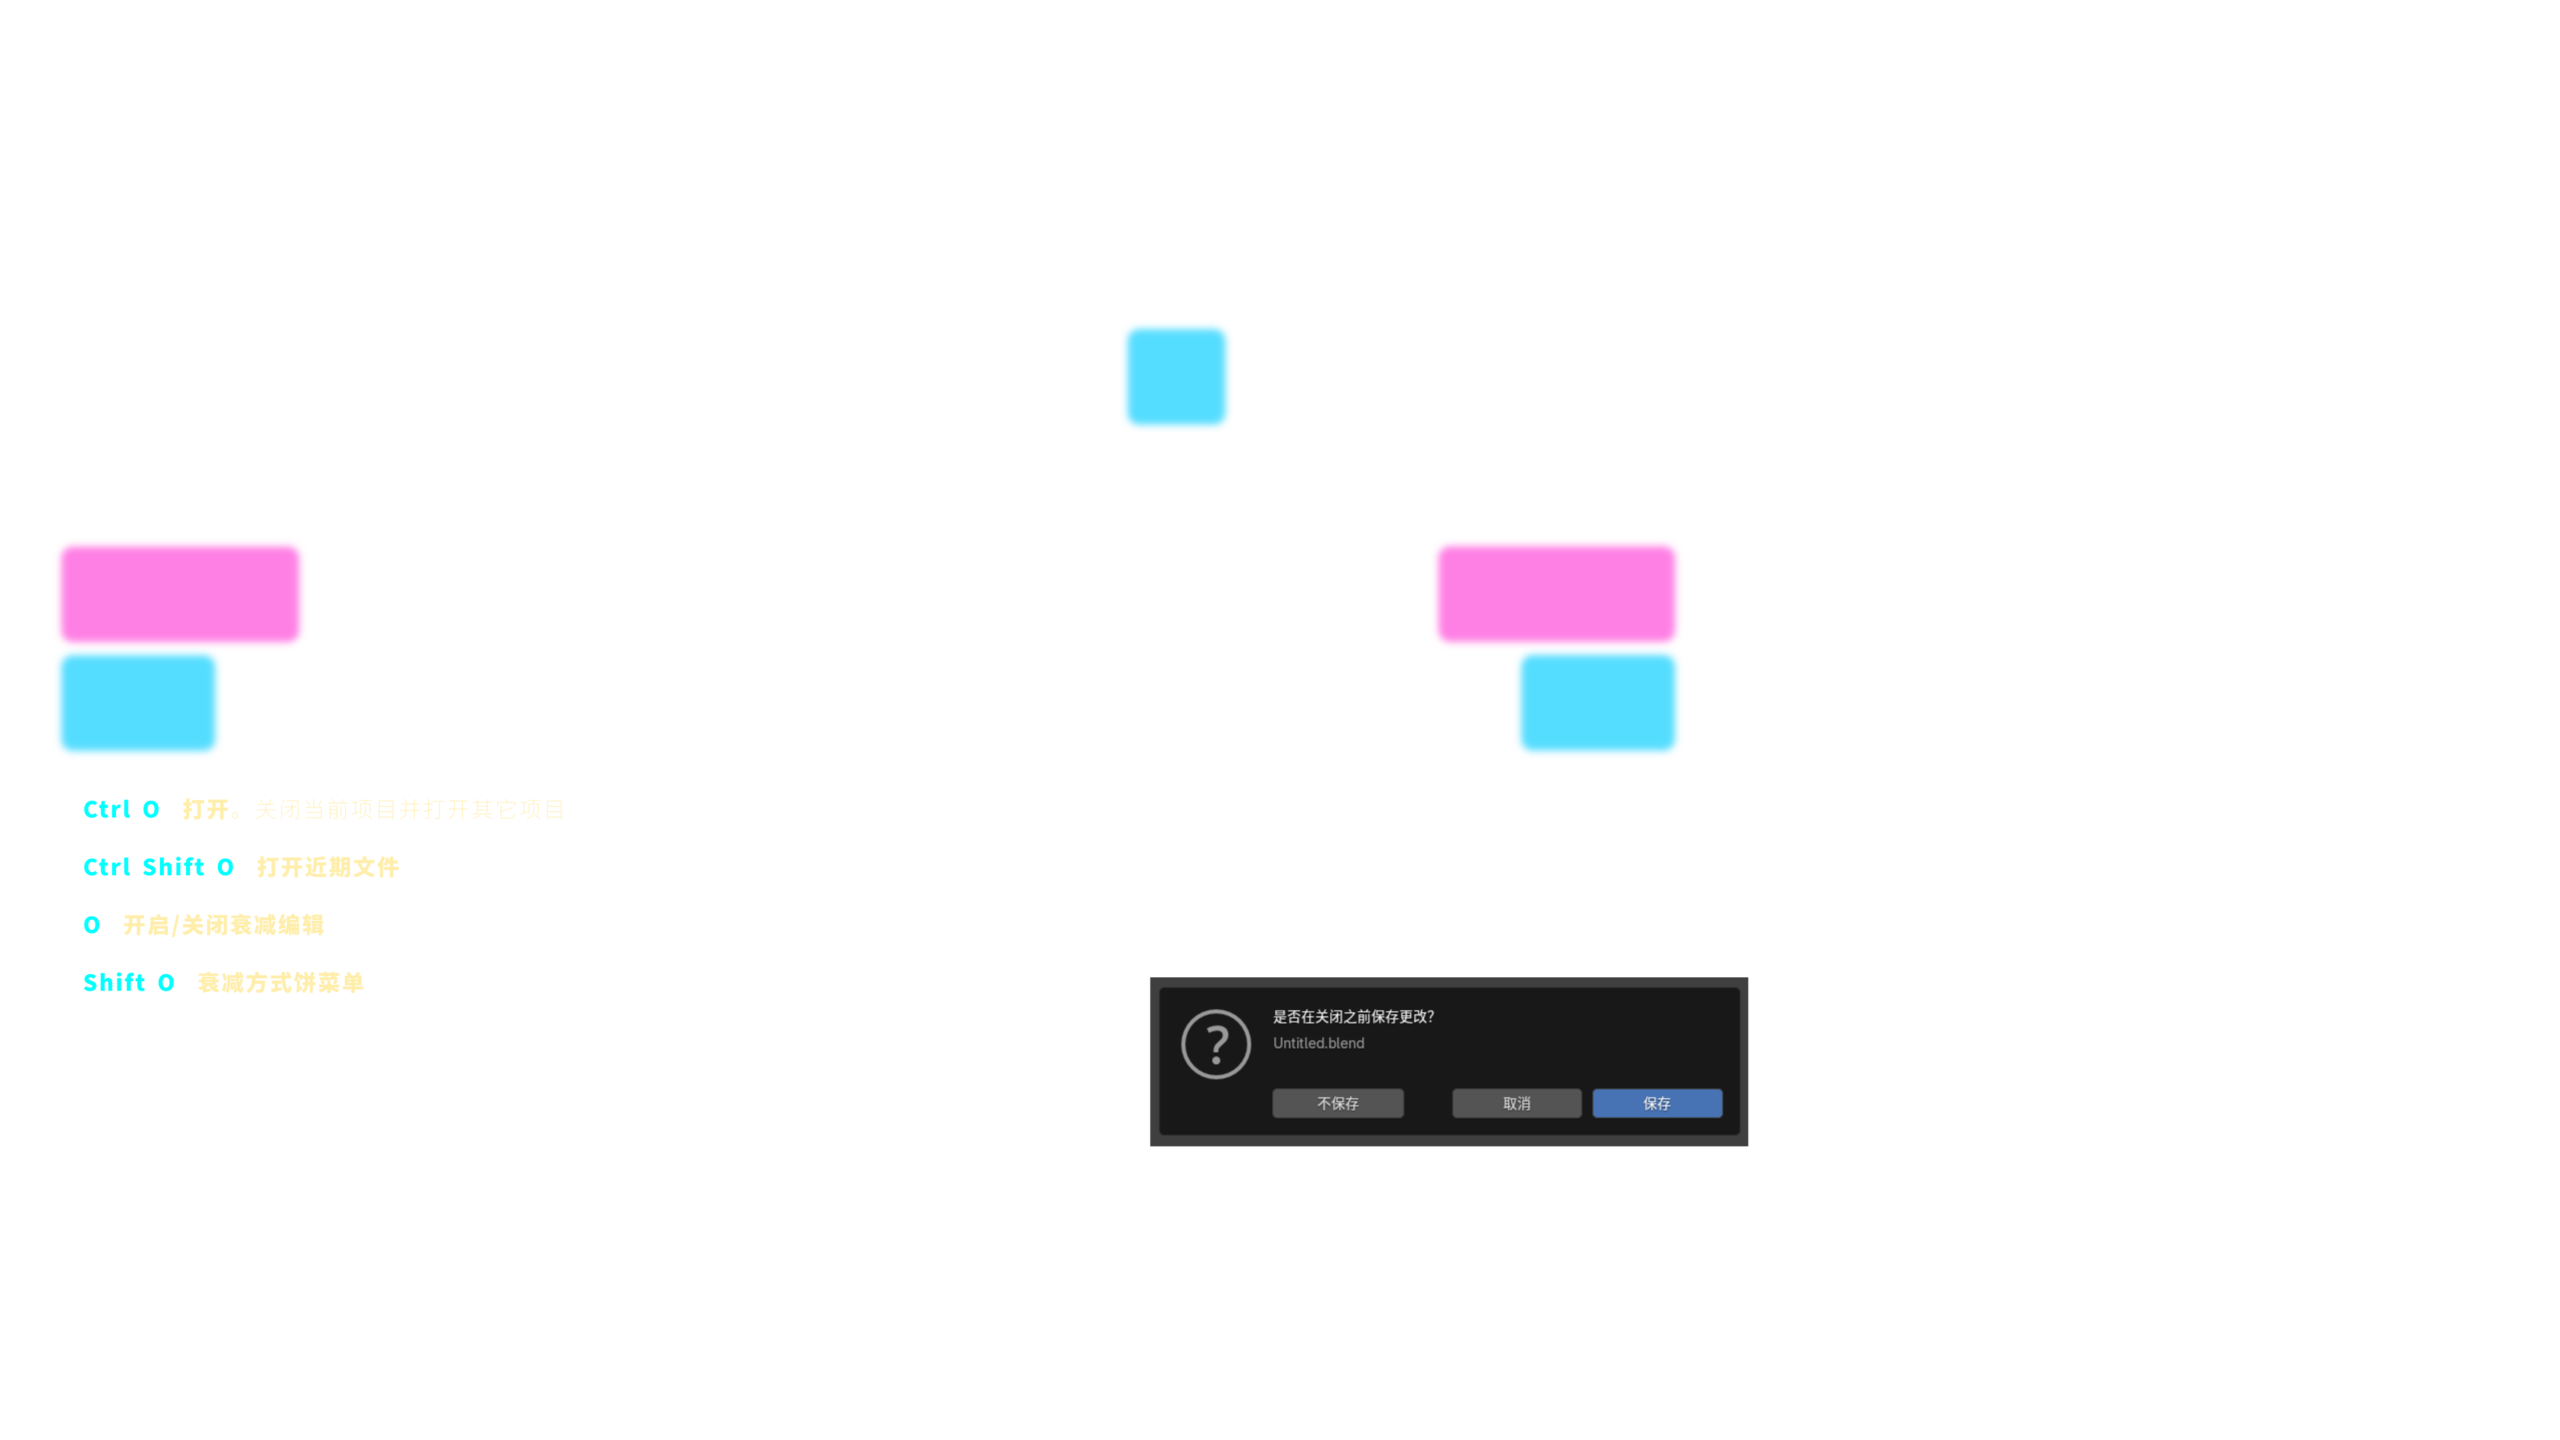 Ctrl O 打开。关闭当前项目并打开其它项目
Ctrl Shift O 打开近期文件
O 开启/关闭衰减编辑
Shift O 衰减方式饼菜单
?
是否在关闭之前保存更改?
Untitled.blend
不保存 取消 保存